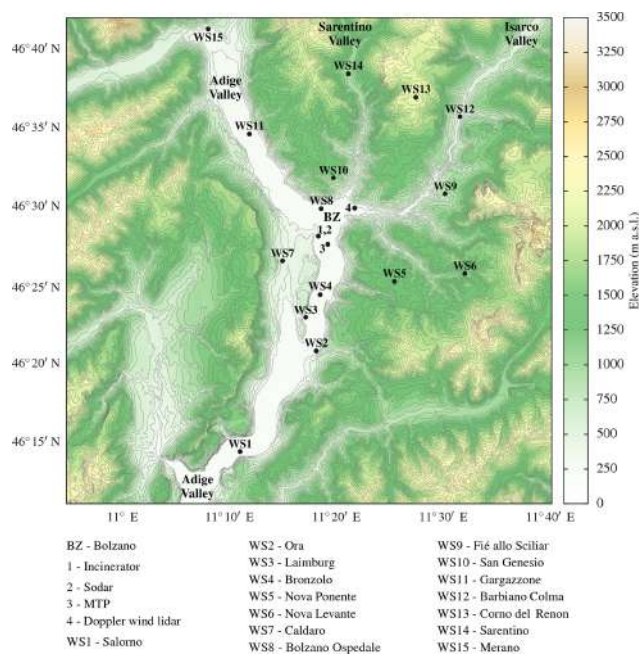 Sarentino
Valley
Isarco
Valley
WS15
WS14
Adige
Valley
WS13
WS12
WS11
WS10
WS9
WS8
4
BZ
1,2
3
WS7
WS6
WS5
WS4
WS3
WS2
WS1
Adige
Valley
46° 40′ N
46° 35′ N
46° 30′ N
46° 25′ N
46° 20′ N
46° 15′ N
11° E
11° 10′ E
11° 20′ E
11° 30′ E
11° 40′ E
3500
3250
3000
2750
2500
2250
2000
1750
1500
1250
1000
750
500
250
0
Elevation (m a.s.l.)
BZ - Bolzano
1 - Incinerator
2 - Sodar
3 - MTP
4 - Doppler wind lidar
WS1 - Salorno
WS2 - Ora
WS3 - Laimburg
WS4 - Bronzolo
WS5 - Nova Ponente
WS6 - Nova Levante
WS7 - Caldaro
WS8 - Bolzano Ospedale
WS9 - Fié allo Sciliar
WS10 - San Genesio
WS11 - Gargazzone
WS12 - Barbiano Colma
WS13 - Corno del Renon
WS14 - Sarentino
WS15 - Merano